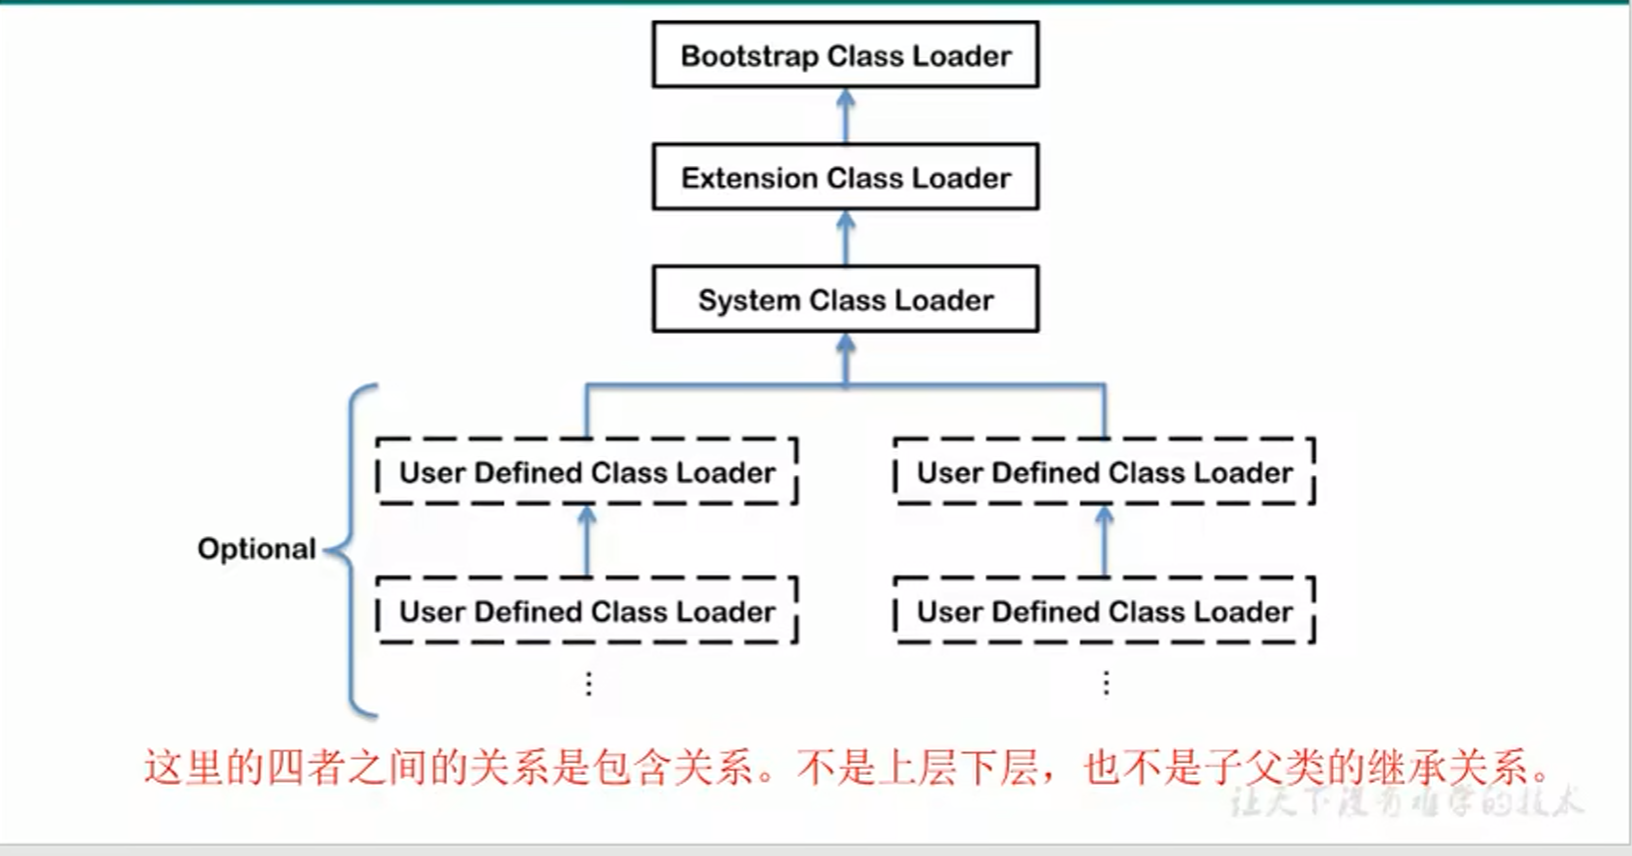 Bootstrap Class Loader
Extension Class Loader
System Class Loader
User Defined Class Loader
User Defined Class Loader
Optional
User Defined Class Loader
User Defined Class Loader
⋮
⋮
这里的四者之间的关系是包含关系。不是上层下层，也不是子父类的继承关系。
让天下没有难学的技术